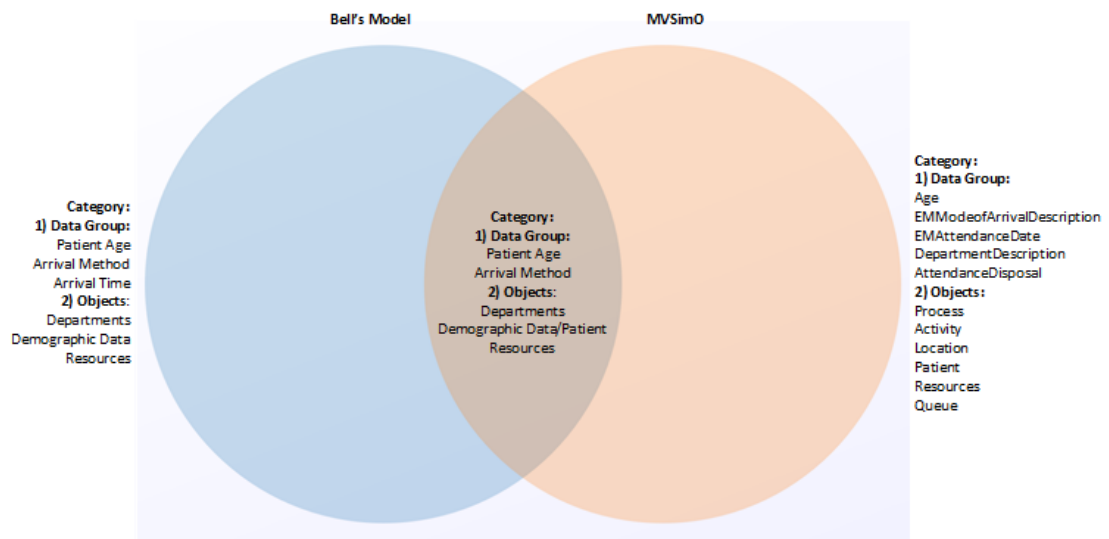 Bell's Model
MVSimO
Category:
1) Data Group:
Patient Age
Arrival Method
Arrival Time
2) Objects:
Departments
Demographic Data
Resources
Category:
1) Data Group:
Patient Age
Arrival Method
2) Objects:
Departments
Demographic Data/Patient
Resources
Category:
1) Data Group:
Age
EMModeofArrivalDescription
EMAttendanceDate
DepartmentDescription
AttendanceDisposal
2) Objects:
Process
Activity
Location
Patient
Resources
Queue